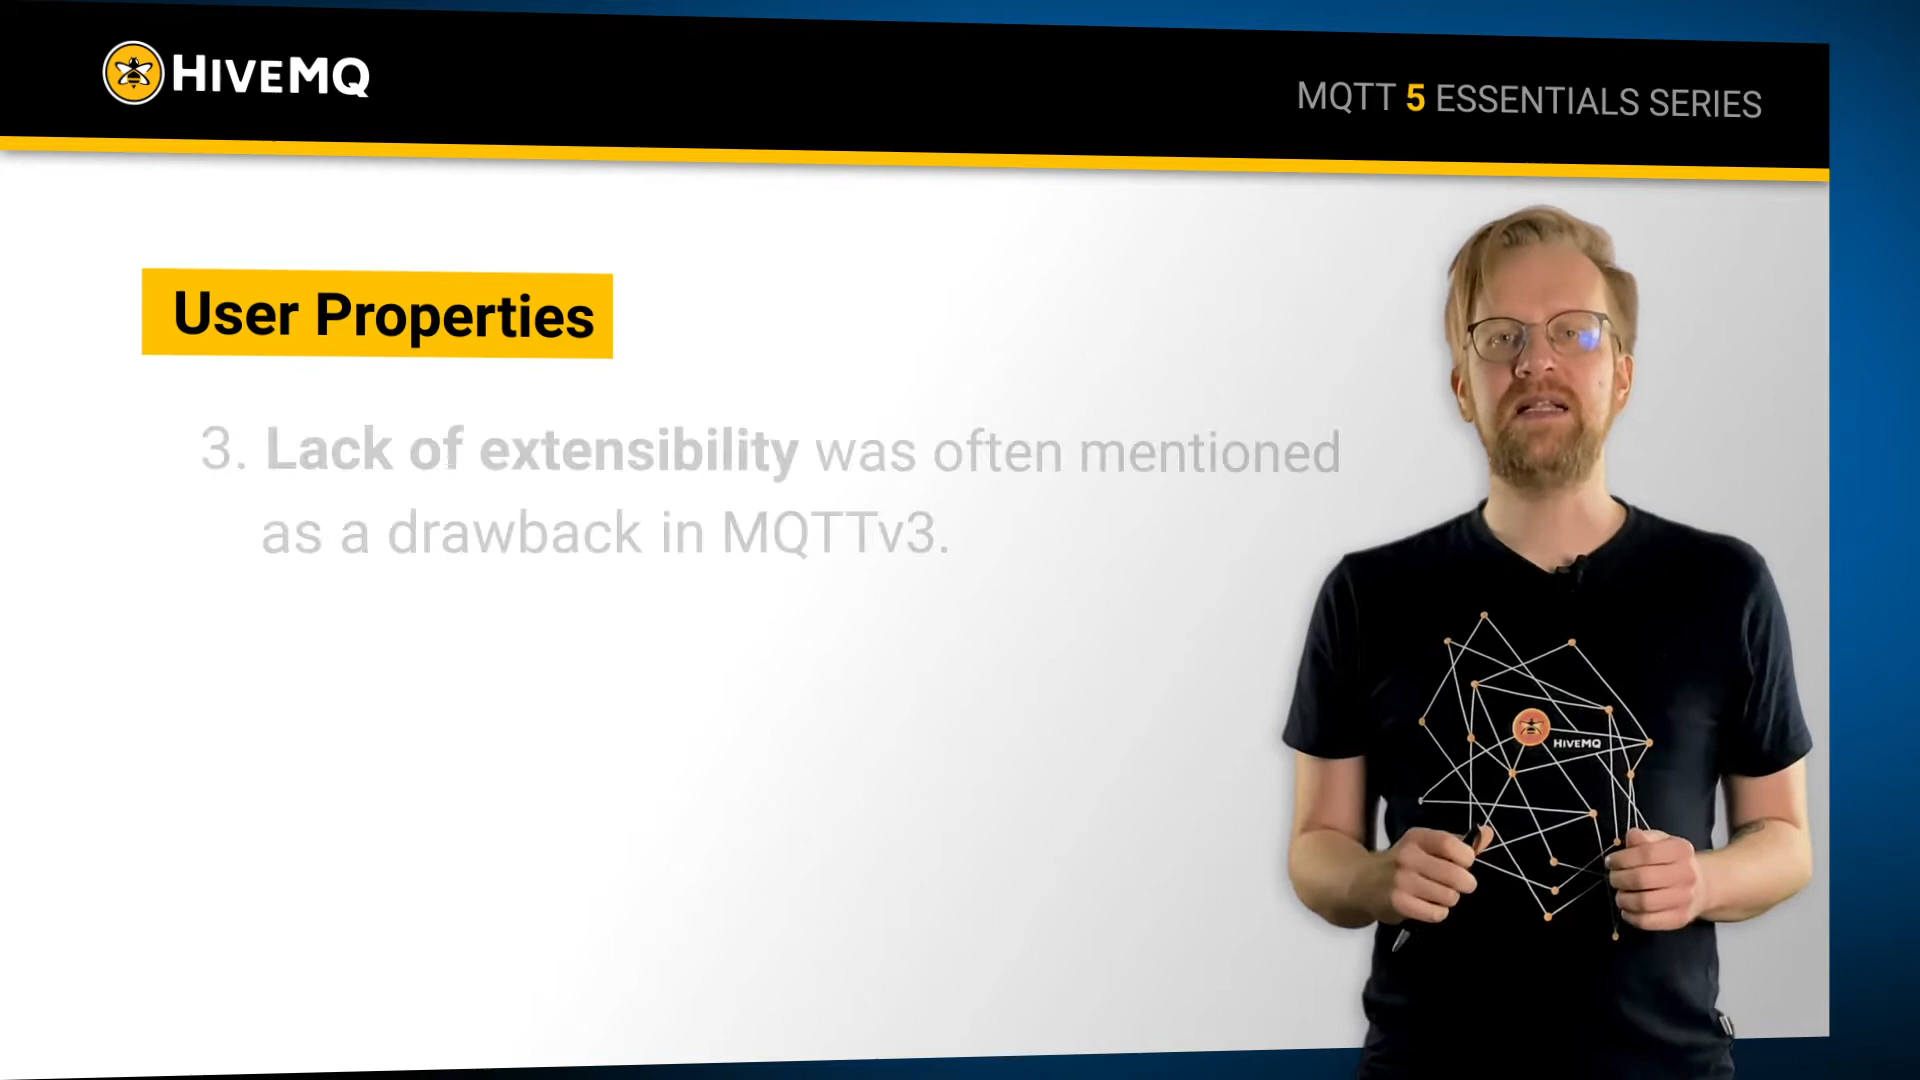 HIVEMQ
MQTT 5 ESSENTIALS SERIES
User Properties
3. Lack of extensibility was often mentioned
as a drawback in MQTTv3.
HIVEMQ